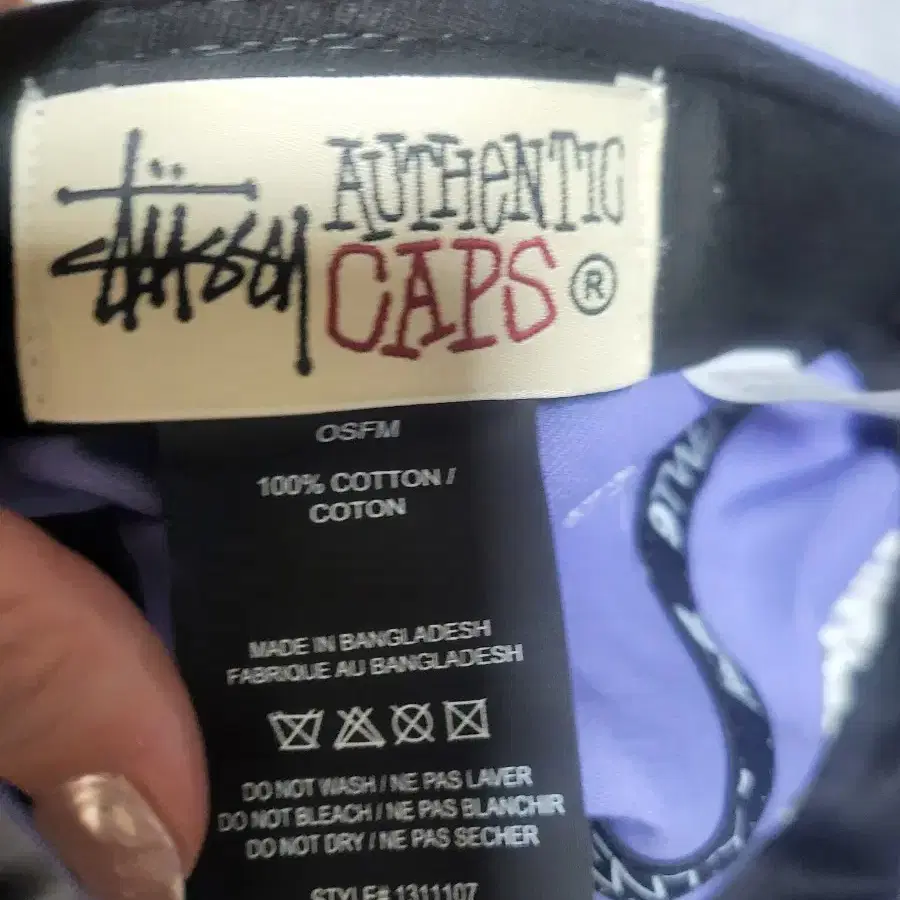 Stüssy AUTHENTIC
CAPS ®
OSFM
100% COTTON /
COTON
MADE IN BANGLADESH
FABRIQUE AU BANGLADESH
DO NOT WASH / NE PAS LAVER
DO NOT BLEACH / NE PAS BLANCHIR
DO NOT DRY / NE PAS SECHER
STYLE# 1311107